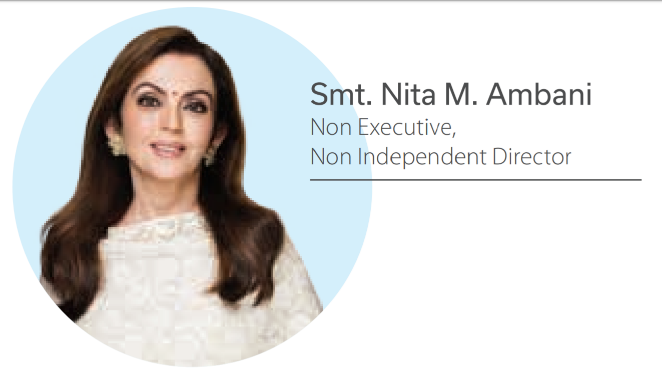 Smt. Nita M. Ambani
Non Executive,
Non Independent Director